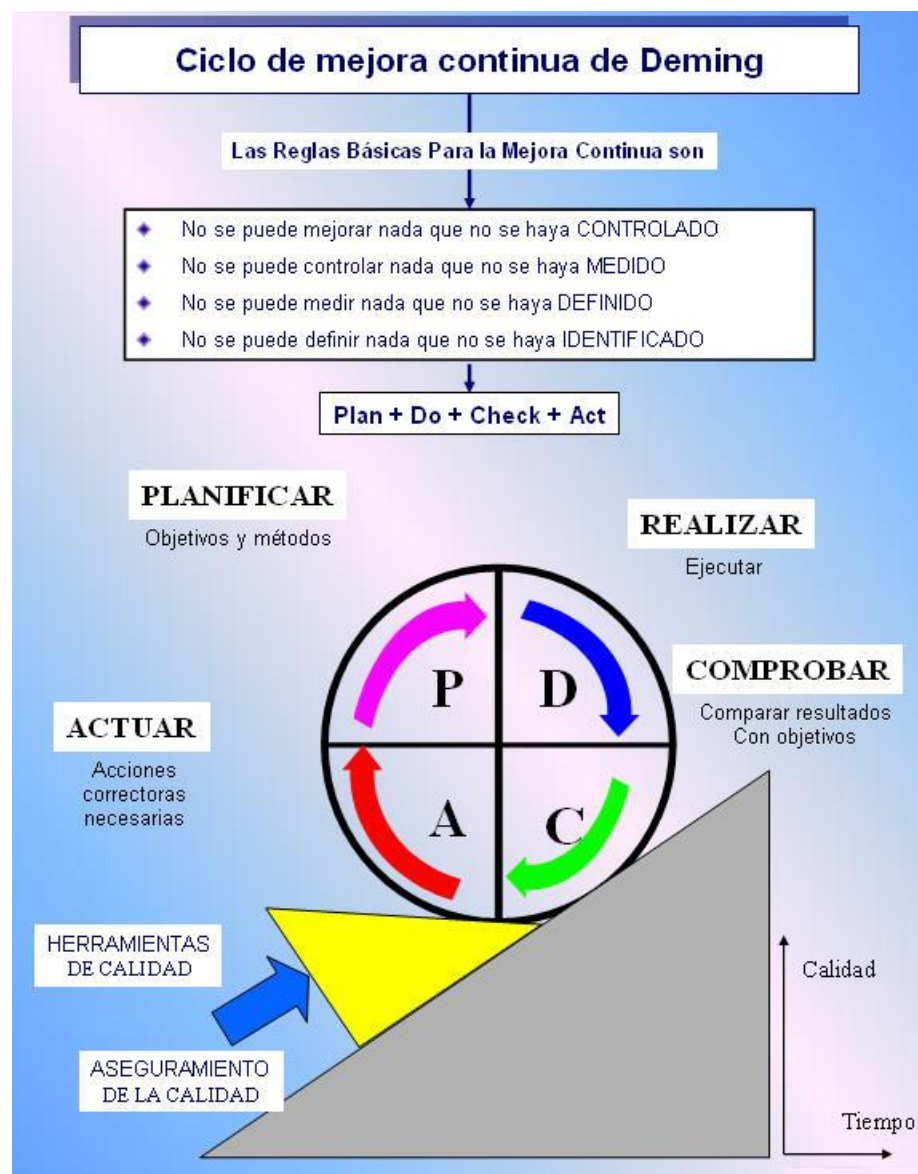 Ciclo de mejora continua de Deming
Las Reglas Básicas Para la Mejora Continua son
No se puede mejorar nada que no se haya CONTROLADO
No se puede controlar nada que no se haya MEDIDO
No se puede medir nada que no se haya DEFINIDO
No se puede definir nada que no se haya IDENTIFICADO
Plan + Do + Check + Act
PLANIFICAR
Objetivos y métodos
REALIZAR
Ejecutar
P
D
COMPROBAR
Comparar resultados
Con objetivos
ACTUAR
Acciones
correctoras
necesarias
A
C
HERRAMIENTAS
DE CALIDAD
Calidad
ASEGURAMIENTO
DE LA CALIDAD
Tiempo